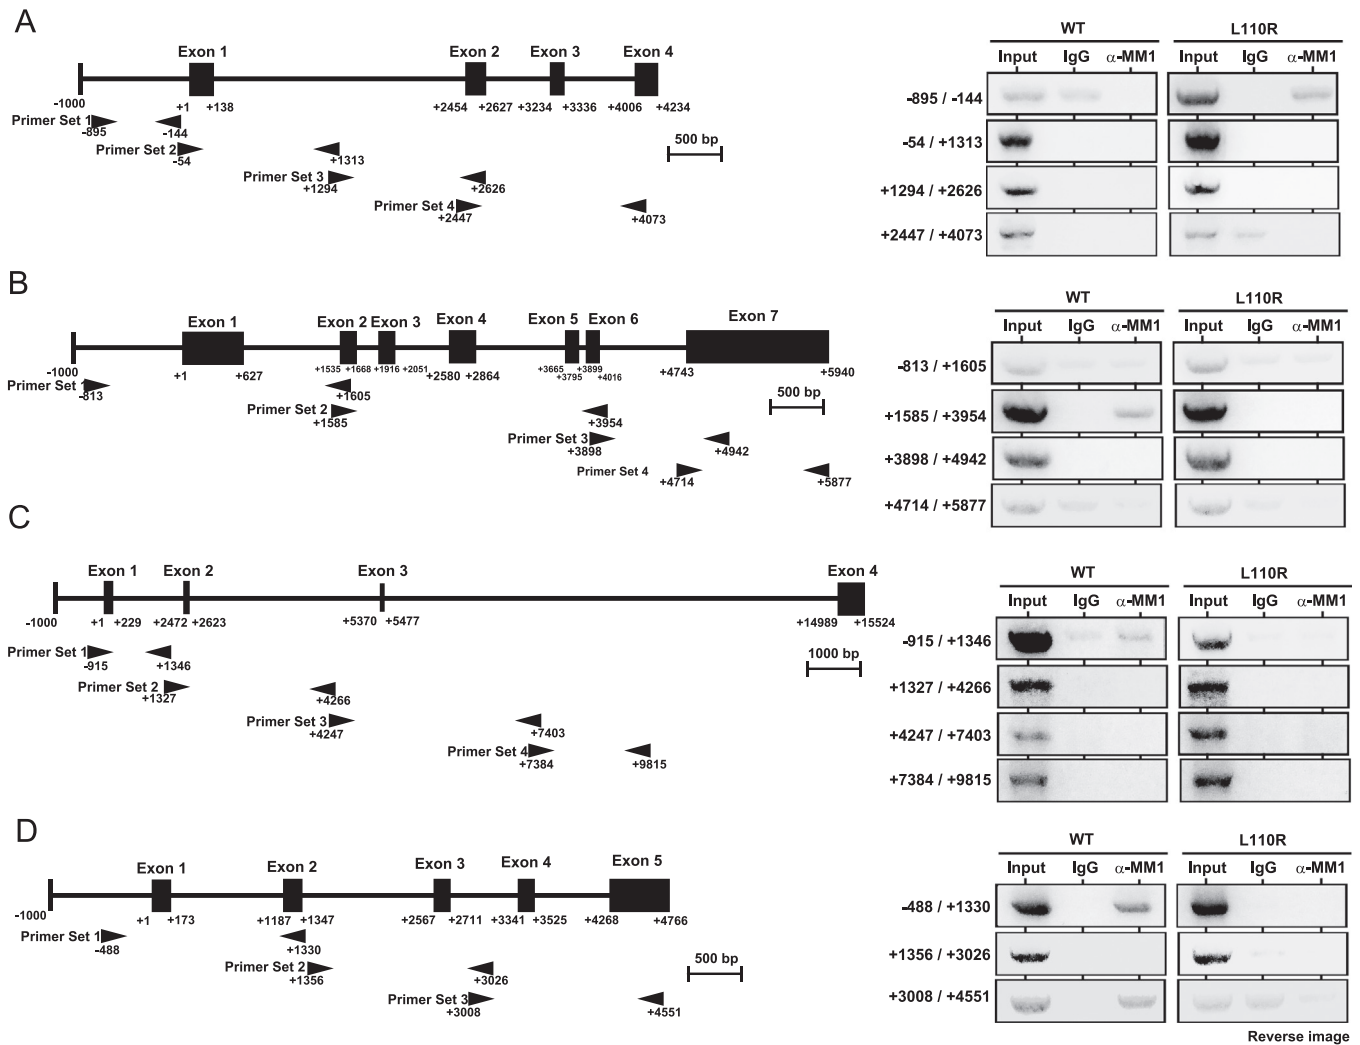 A
Exon 1 Exon 2 Exon 3 Exon 4
-1000 +1 +138 +2454 +2627 +3234 +3336 +4006 +4234
Primer Set 1 -895 -144
Primer Set 2 -54 +1313
Primer Set 3 +1294 +2626
Primer Set 4 +2447 +4073
500 bp
WT L110R
Input IgG α-MM1 Input IgG α-MM1
-895 / -144
-54 / +1313
+1294 / +2626
+2447 / +4073
B
Exon 1 Exon 2 Exon 3 Exon 4 Exon 5 Exon 6 Exon 7
-1000 +1 +627 +1535 +1668 +1916 +2051 +2580 +2864 +3665 +3795 +3899 +4016 +4743 +5940
Primer Set 1 -813 +1605
Primer Set 2 +1585 +3954
Primer Set 3 +3898 +4942
Primer Set 4 +4714 +5877
500 bp
WT L110R
Input IgG α-MM1 Input IgG α-MM1
-813 / +1605
+1585 / +3954
+3898 / +4942
+4714 / +5877
C
Exon 1 Exon 2 Exon 3 Exon 4
-1000 +1 +229 +2472 +2623 +5370 +5477 +14989 +15524
Primer Set 1 -915 +1346
Primer Set 2 +1327 +4266
Primer Set 3 +4247 +7403
Primer Set 4 +7384 +9815
1000 bp
WT L110R
Input IgG α-MM1 Input IgG α-MM1
-915 / +1346
+1327 / +4266
+4247 / +7403
+7384 / +9815
D
Exon 1 Exon 2 Exon 3 Exon 4 Exon 5
-1000 +1 +173 +1187 +1347 +2567 +2711 +3341 +3525 +4268 +4766
Primer Set 1 -488 +1330
Primer Set 2 +1356 +3026
Primer Set 3 +3008 +4551
500 bp
WT L110R
Input IgG α-MM1 Input IgG α-MM1
-488 / +1330
+1356 / +3026
+3008 / +4551
Reverse image